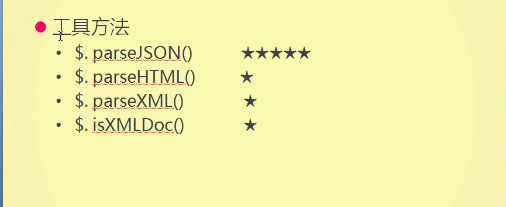 工具方法
$. parseJSON() ★★★★★
$. parseHTML() ★
$. parseXML() ★
$. isXMLDoc() ★